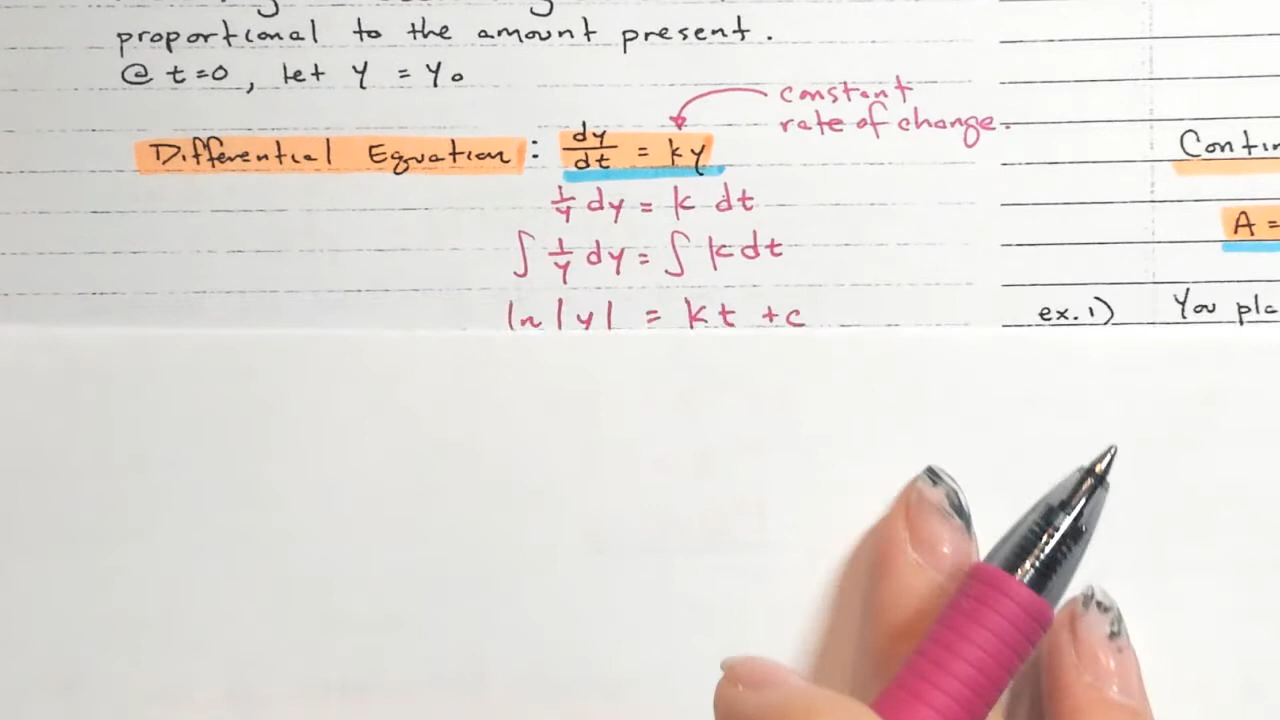 proportional to the amount present.
@ t=0, let Y = Y₀
constant
rate of change.
Differential Equation : dy/dt = ky
1/y dy = k dt
∫ 1/y dy = ∫ k dt
ln |y| = kt + c
A =
ex. 1) You